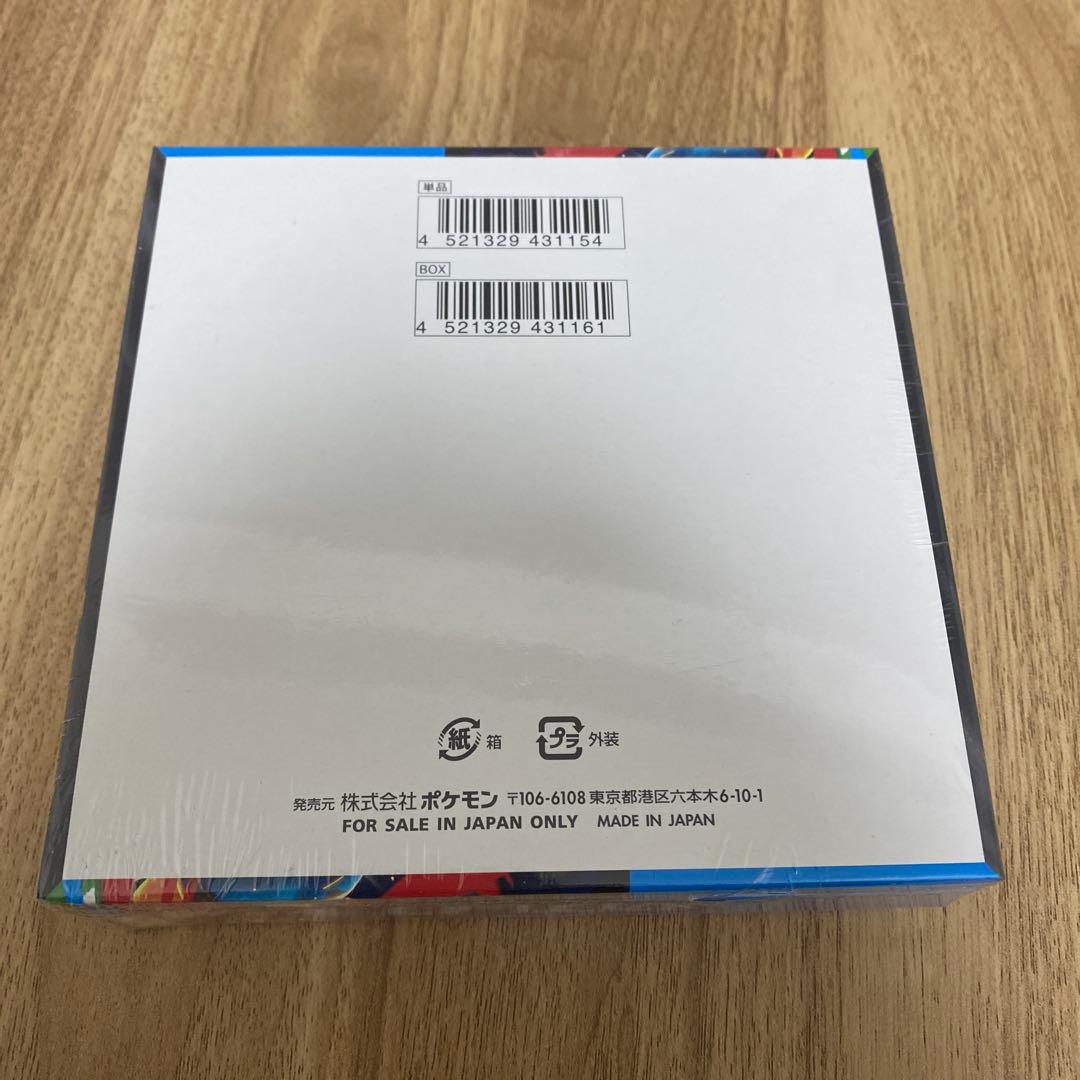 単品
4 521329 431154
BOX
4 521329 431161
紙 箱 プラ 外装
発売元 株式会社 ポケモン 〒106-6108 東京都港区六本木6-10-1
FOR SALE IN JAPAN ONLY MADE IN JAPAN